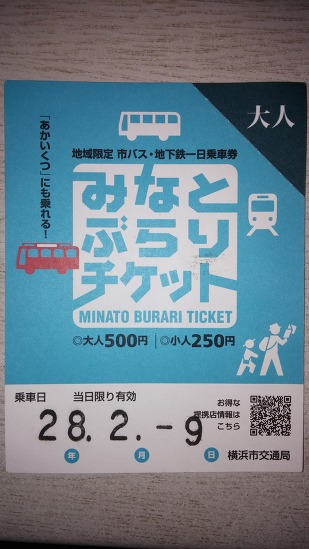 大人
「あかいくつ」にも乗れる!
地域限定 市バス・地下鉄一日乗車券
みなと
ぶらり
チケット
MINATO BURARI TICKET
◎大人500円 ◎小人250円
乗車日 当日限り有効
28. 2. -9
年 月 日
お得な
提携店情報は
こちら
横浜市交通局